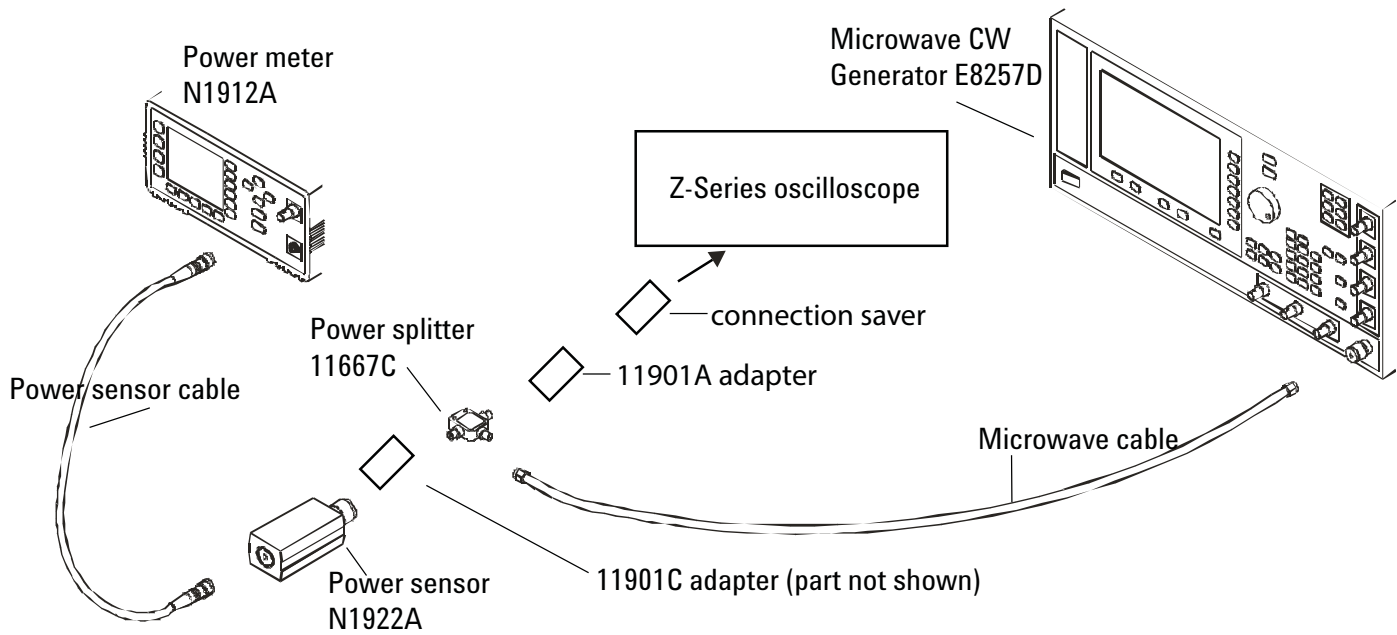 Power meter
N1912A
Microwave CW
Generator E8257D
Z-Series oscilloscope
connection saver
Power splitter
11667C
11901A adapter
Power sensor cable
Microwave cable
11901C adapter (part not shown)
Power sensor
N1922A